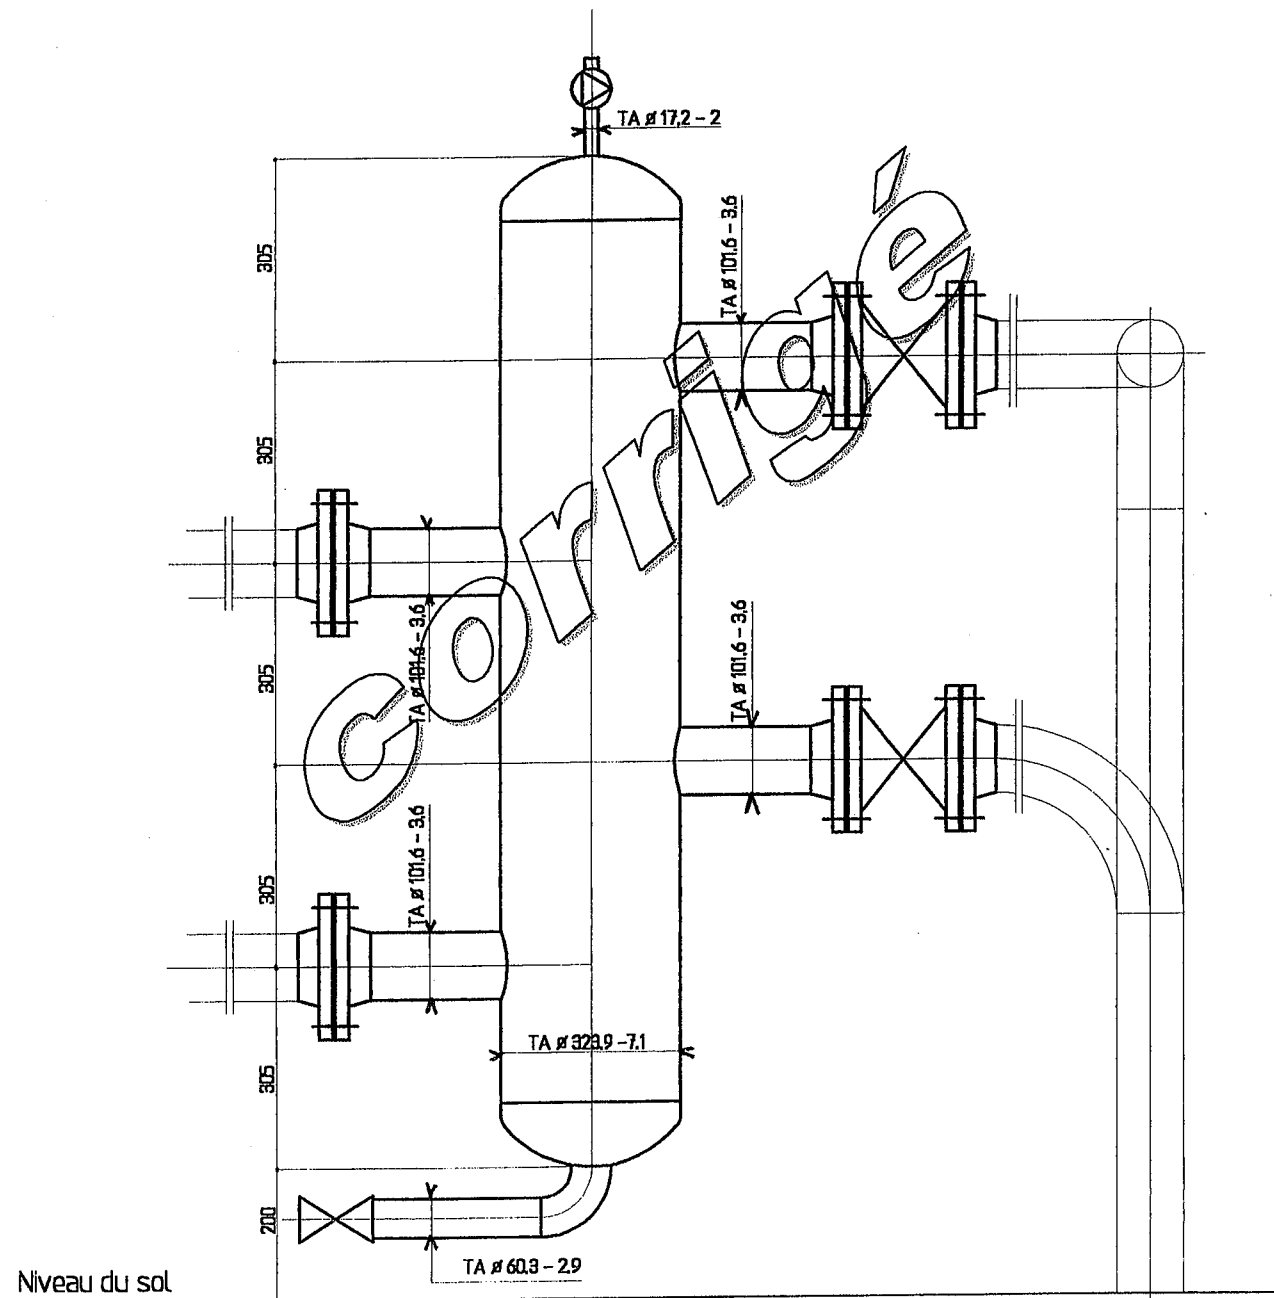 TA ø 17,2 – 2
305
TA ø 101.6 – 3.6
305
TA ø 101.6 – 3.6
305
TA ø 101.6 – 3.6
Corrigé
305
TA ø 101.6 – 3.6
TA ø 323.9 – 7.1
305
200
TA ø 60.3 – 2.9
Niveau du sol